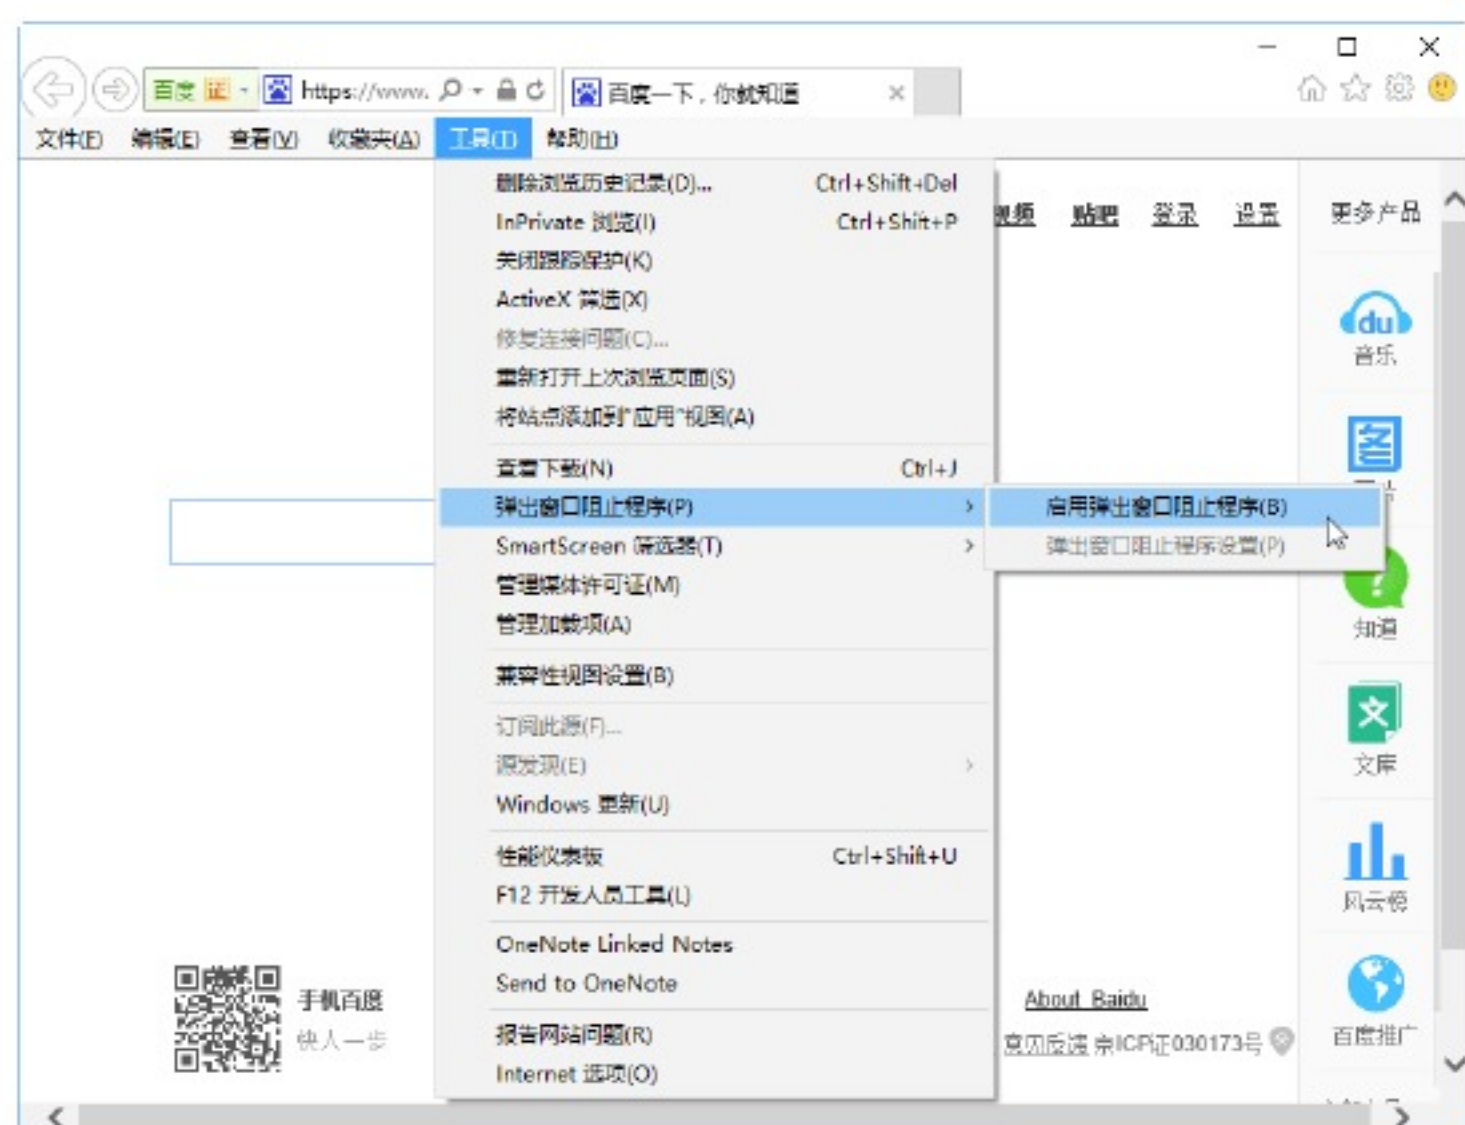 百度 证 https://www. 百度一下，你就知道
文件(F) 编辑(E) 查看(V) 收藏夹(A) 工具(T) 帮助(H)
删除浏览历史记录(D)... Ctrl+Shift+Del
InPrivate 浏览(I) Ctrl+Shift+P
关闭跟踪保护(K)
ActiveX 筛选(X)
修复连接问题(C)...
重新打开上次浏览页面(S)
将站点添加到"应用"视图(A)
查看下载(N) Ctrl+J
弹出窗口阻止程序(P)
SmartScreen 筛选器(T)
管理媒体许可证(M)
管理加载项(A)
兼容性视图设置(B)
订阅此源(F)...
源发现(E)
Windows 更新(U)
性能仪表板 Ctrl+Shift+U
F12 开发人员工具(L)
OneNote Linked Notes
Send to OneNote
报告网站问题(R)
Internet 选项(O)
启用弹出窗口阻止程序(B)
弹出窗口阻止程序设置(P)
视频 贴吧 登录 设置 更多产品
du
音乐
知道
文
文库
风云榜
百度推广
手机百度
快人一步
About Baidu
意见反馈 京ICP证030173号